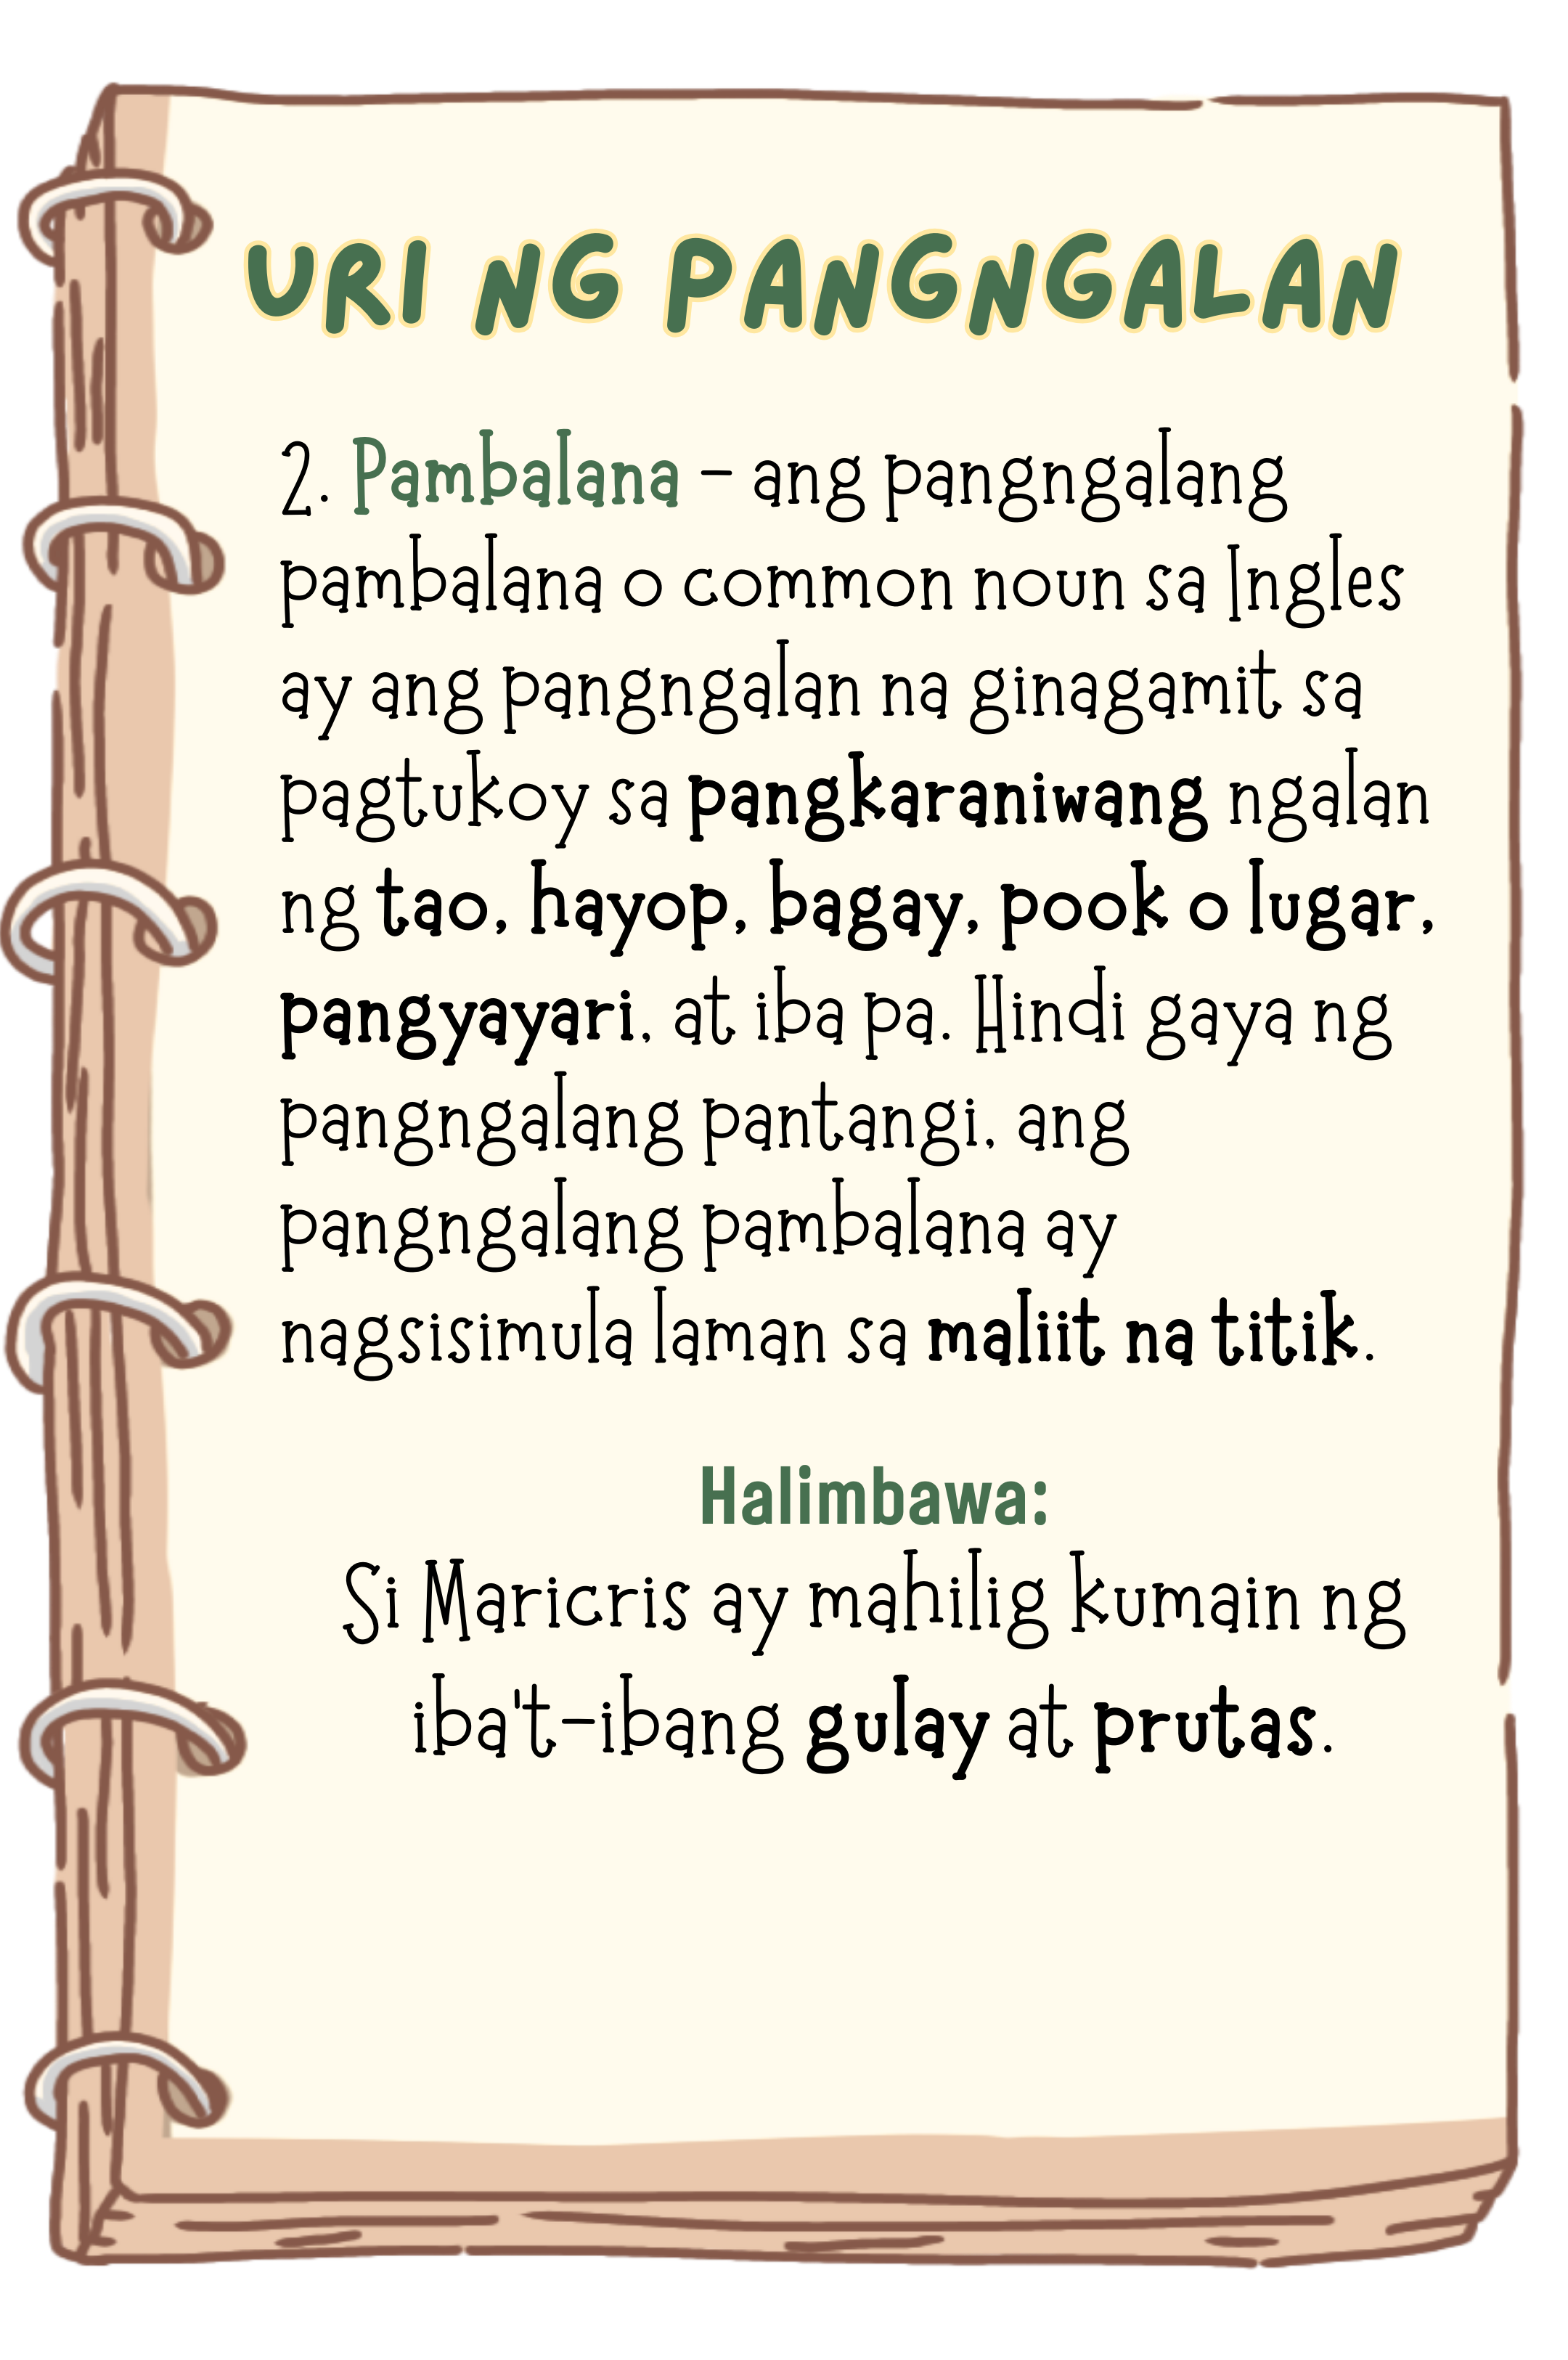 URI NG PANGNGALAN
2. Pambalana - ang pangngalang
pambalana o common noun sa Ingles
ay ang pangngalan na ginagamit sa
pagtukoy sa pangkaraniwang ngalan
ng tao, hayop, bagay, pook o lugar,
pangyayari, at iba pa. Hindi gaya ng
pangngalang pantangi, ang
pangngalang pambalana ay
nagsisimula laman sa maliit na titik.
Halimbawa:
Si Maricris ay mahilig kumain ng
iba't-ibang gulay at prutas.